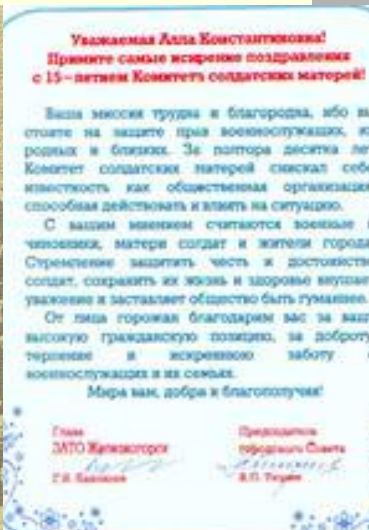 Уважаемая Алла Константиновна!
Примите самые искренние поздравления
с 15-летием Комитета солдатских матерей!
Ваша миссия трудна и благородна, ибо вы
стоите на защите прав военнослужащих, их
родных и близких. За полтора десятка лет
Комитет солдатских матерей снискал себе
известность как общественная организация,
способная действовать и влиять на ситуацию.
С вашим мнением считаются военные и
чиновники, матери солдат и жители города.
Стремление защитить честь и достоинство
солдат, сохранить их жизнь и здоровье внушает
уважение и заставляет общество быть гуманнее.
От лица горожан благодарим вас за вашу
высокую гражданскую позицию, за доброту,
терпение и искреннюю заботу о
военнослужащих и их семьях.
Мира вам, добра и благополучия!
Глава
ЗАТО Железногорск
Председатель
городского Совета